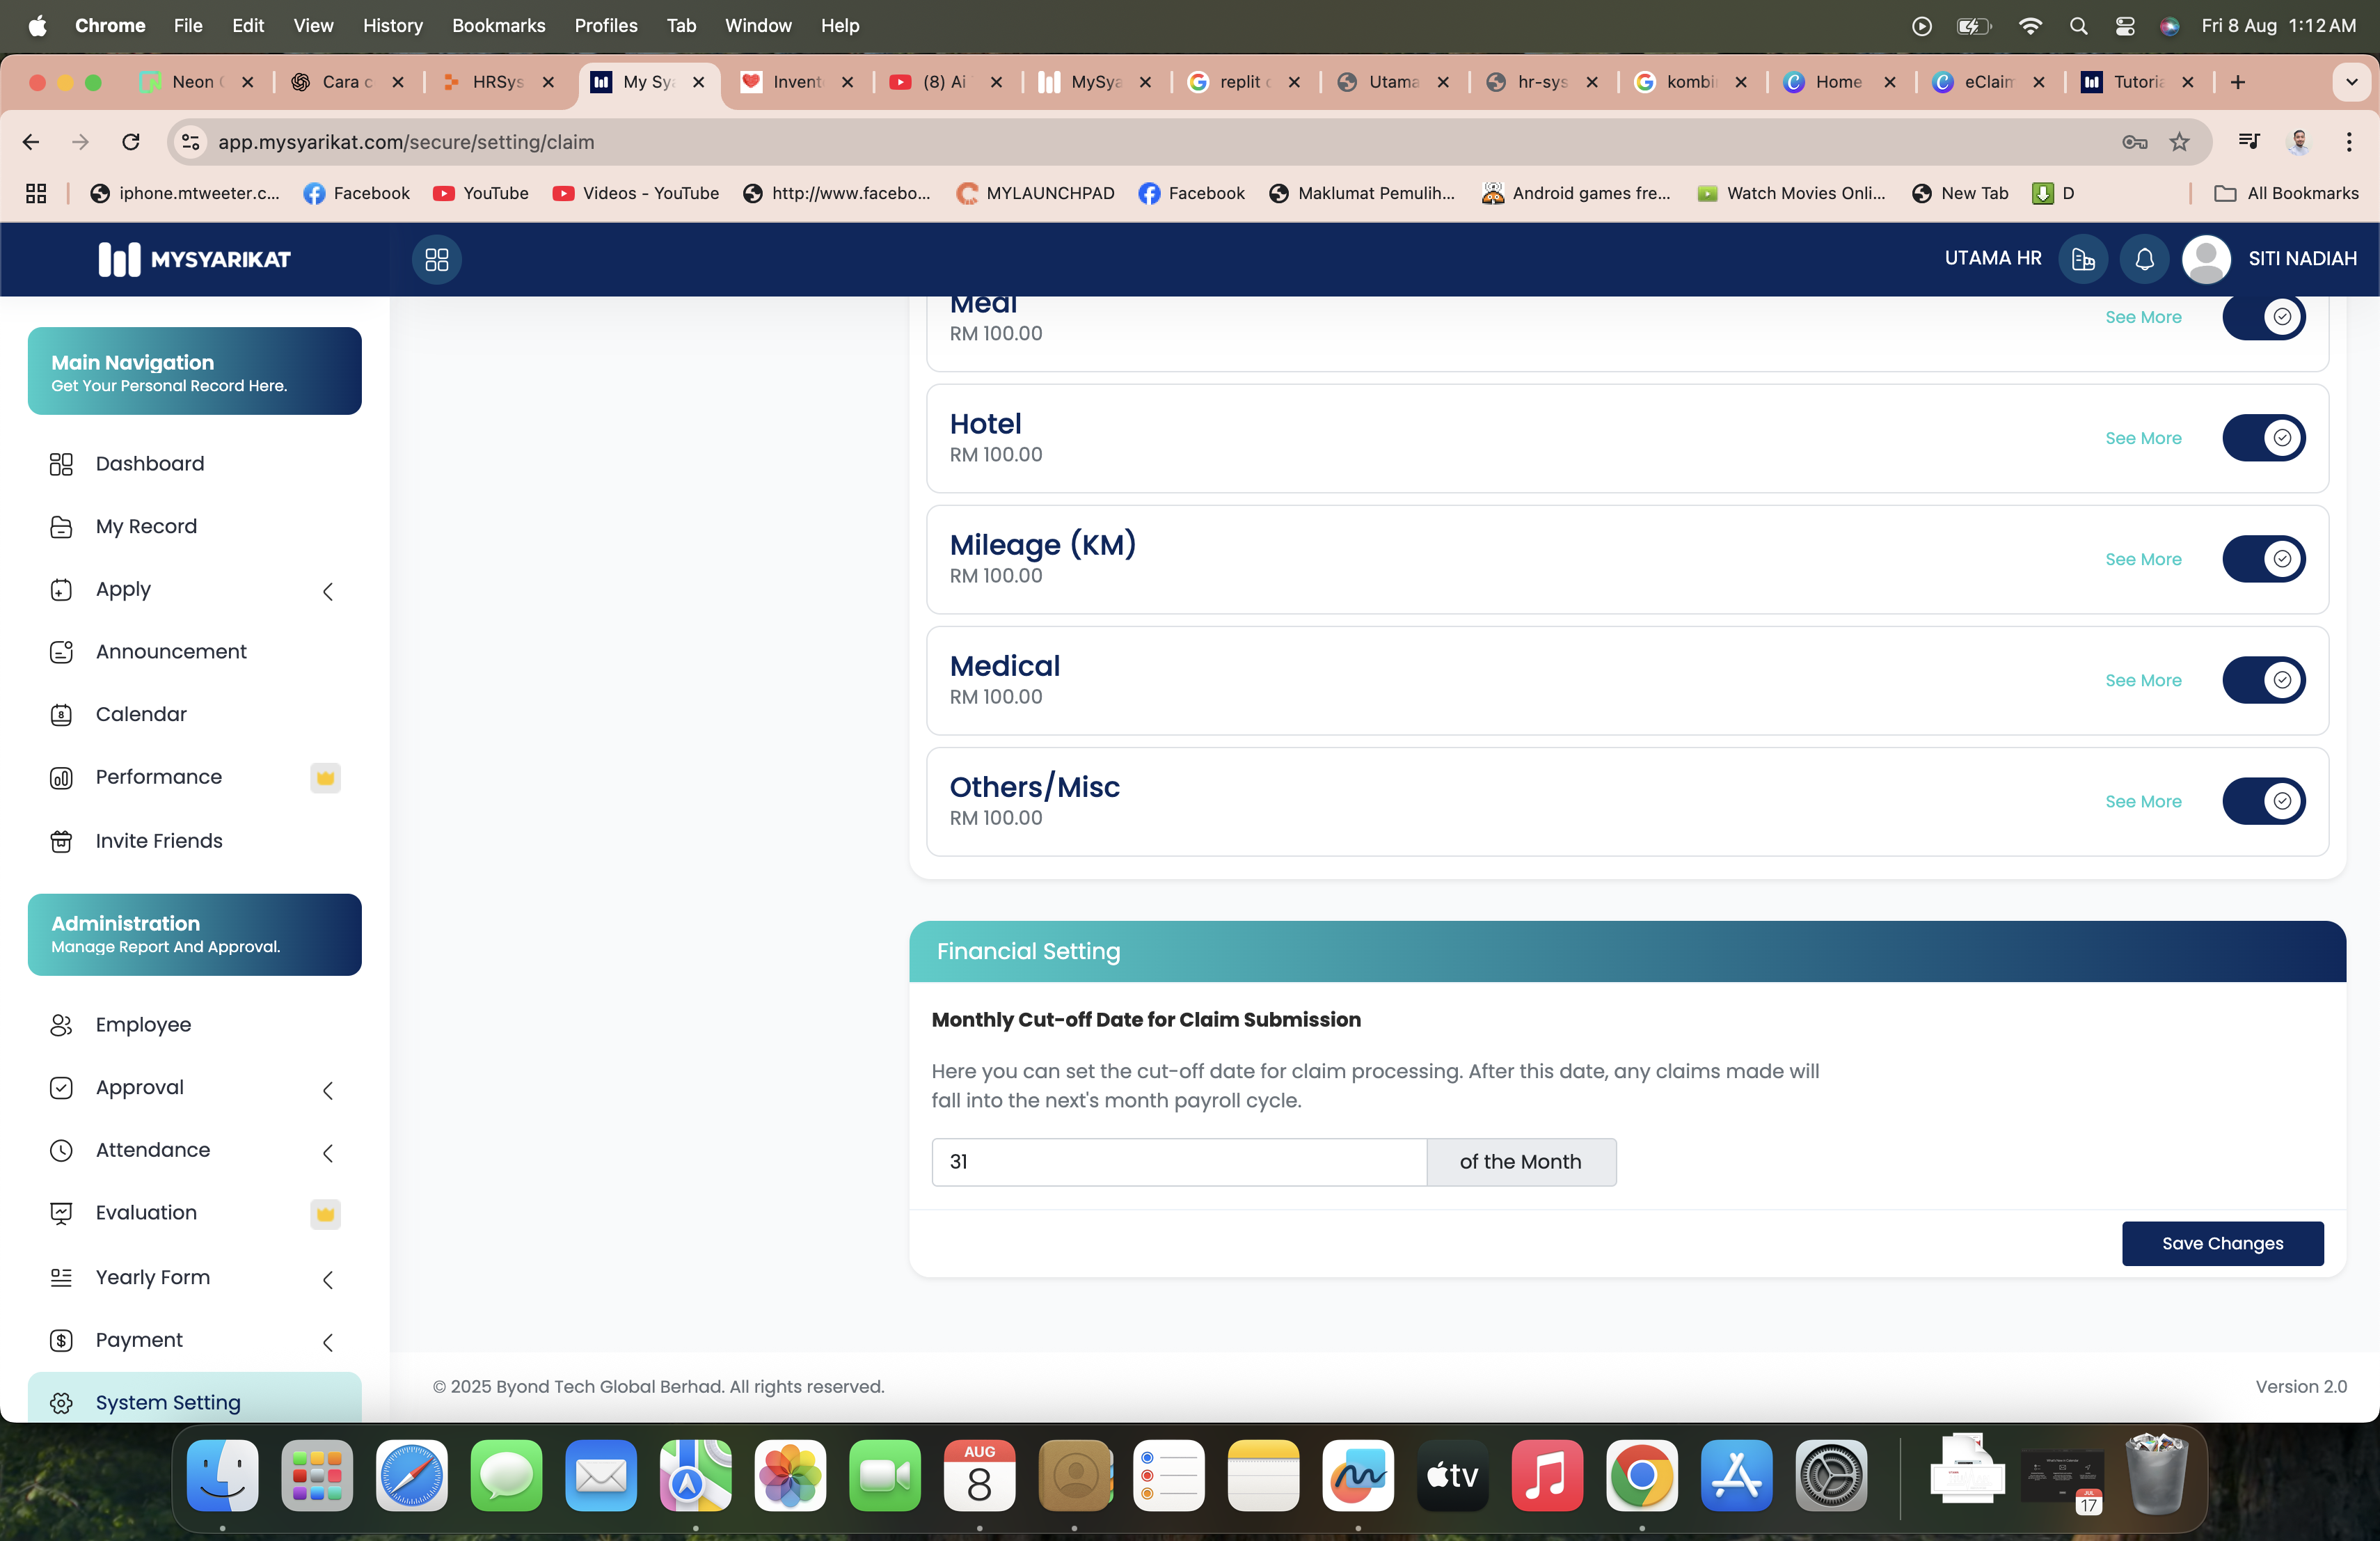 Chrome File Edit View History Bookmarks Profiles Tab Window Help Fri 8 Aug 1:12 AM
Neon Cara c HRSys My Sya Invent (8) Ai MySya replit Utama hr-sys kombi Home eClaim Tutoria
app.mysyarikat.com/secure/setting/claim
iphone.mtweeter.c... Facebook YouTube Videos - YouTube http://www.facebo... MYLAUNCHPAD Facebook Maklumat Pemulih... Android games fre... Watch Movies Onli... New Tab D All Bookmarks
MYSYARIKAT UTAMA HR SITI NADIAH
Main Navigation
Get Your Personal Record Here.
Dashboard
My Record
Apply
Announcement
Calendar
8
Performance
Invite Friends
Administration
Manage Report And Approval.
Employee
Approval
Attendance
Evaluation
Yearly Form
Payment
System Setting
Meal
RM 100.00
See More
Hotel
RM 100.00
See More
Mileage (KM)
RM 100.00
See More
Medical
RM 100.00
See More
Others/Misc
RM 100.00
See More
Financial Setting
Monthly Cut-off Date for Claim Submission
Here you can set the cut-off date for claim processing. After this date, any claims made will
fall into the next's month payroll cycle.
31 of the Month
Save Changes
© 2025 Byond Tech Global Berhad. All rights reserved. Version 2.0
AUG
8
tv
JUL
17